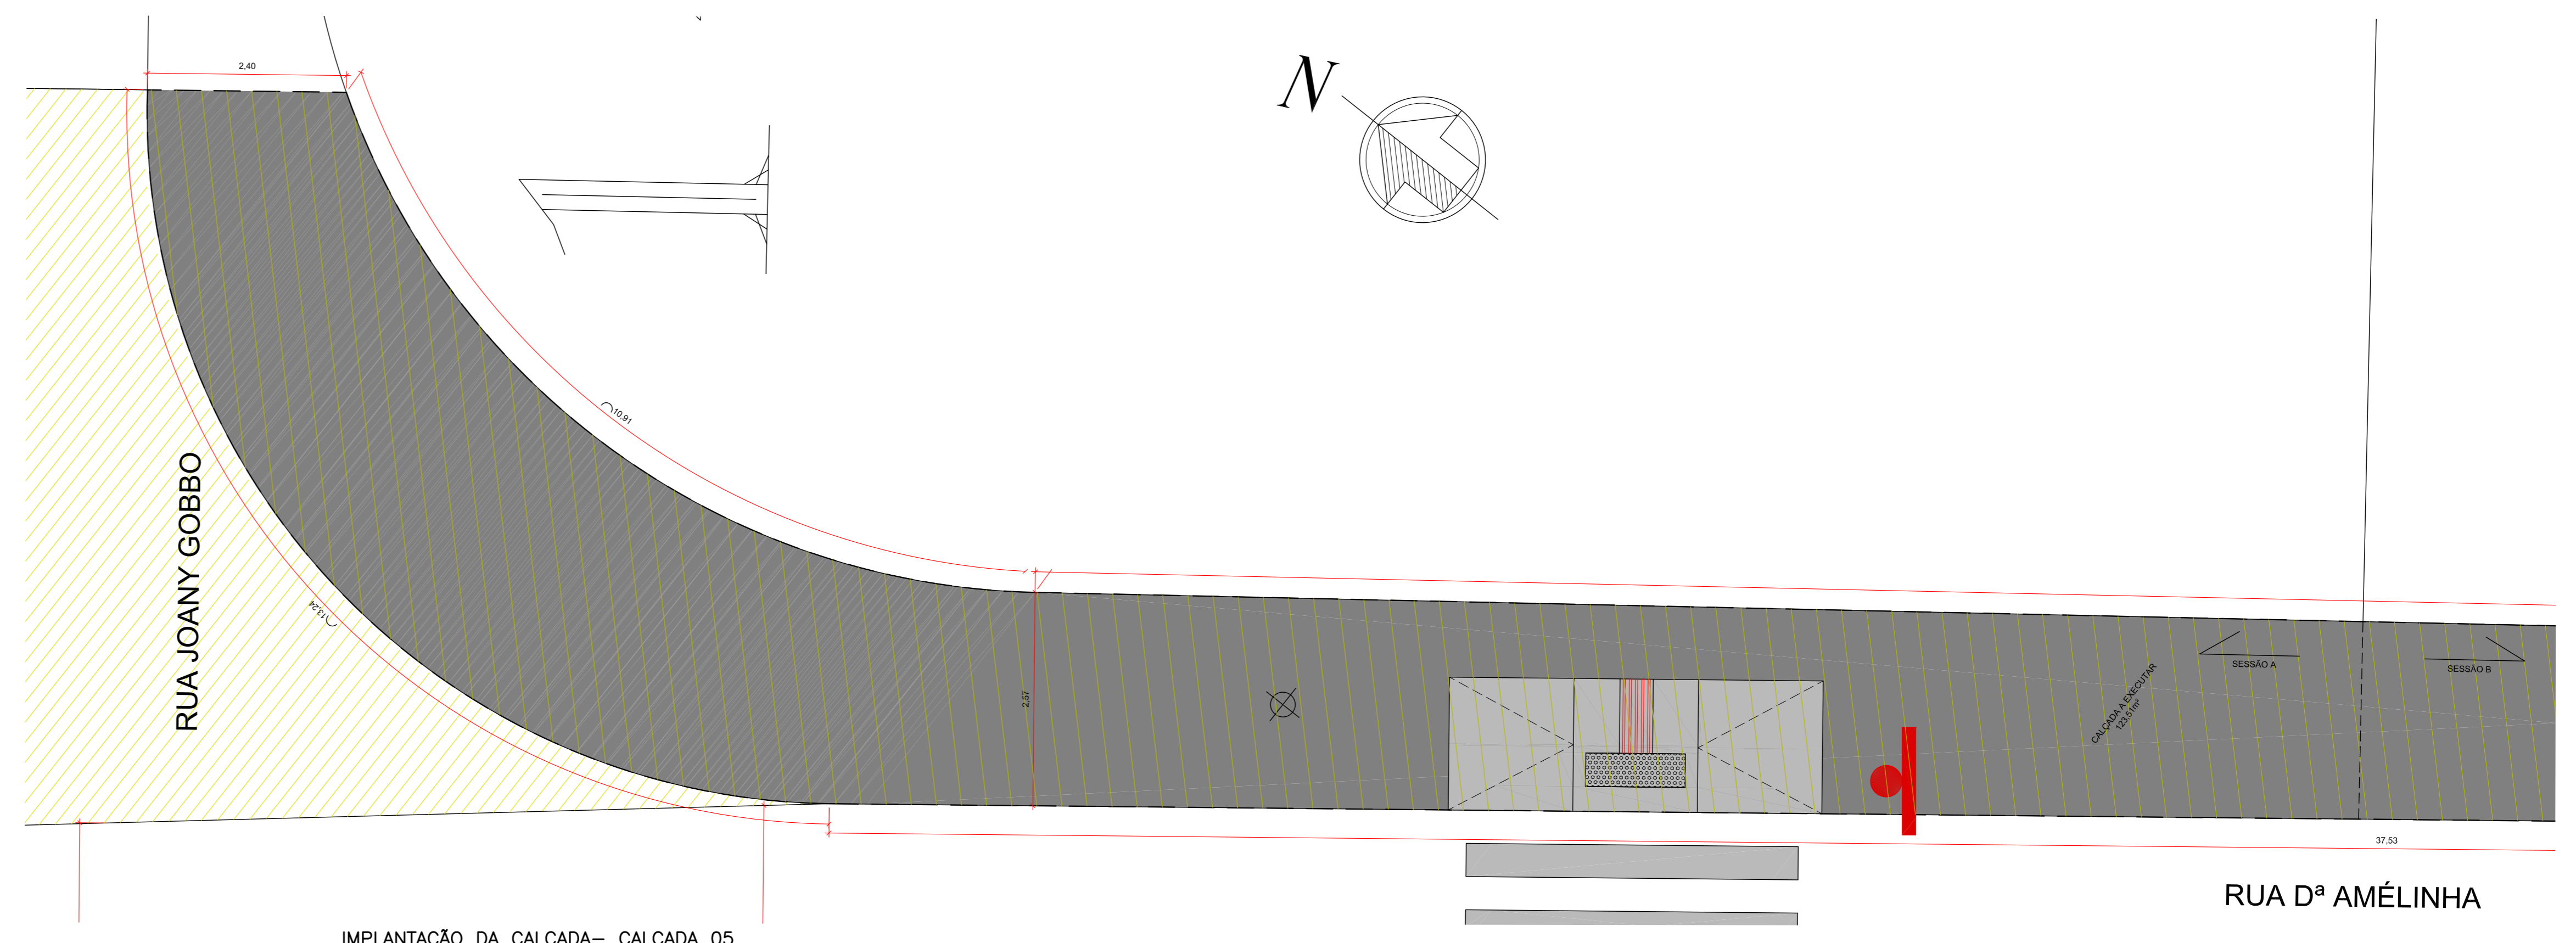 2,40
N
10,91
RUA JOANY GOBBO
13,24
2,57
CALÇADA A EXECUTAR
123,51m²
SESSÃO A
SESSÃO B
37,53
RUA Dª AMÉLINHA
IMPLANTAÇÃO DA CALÇADA- CALÇADA 05